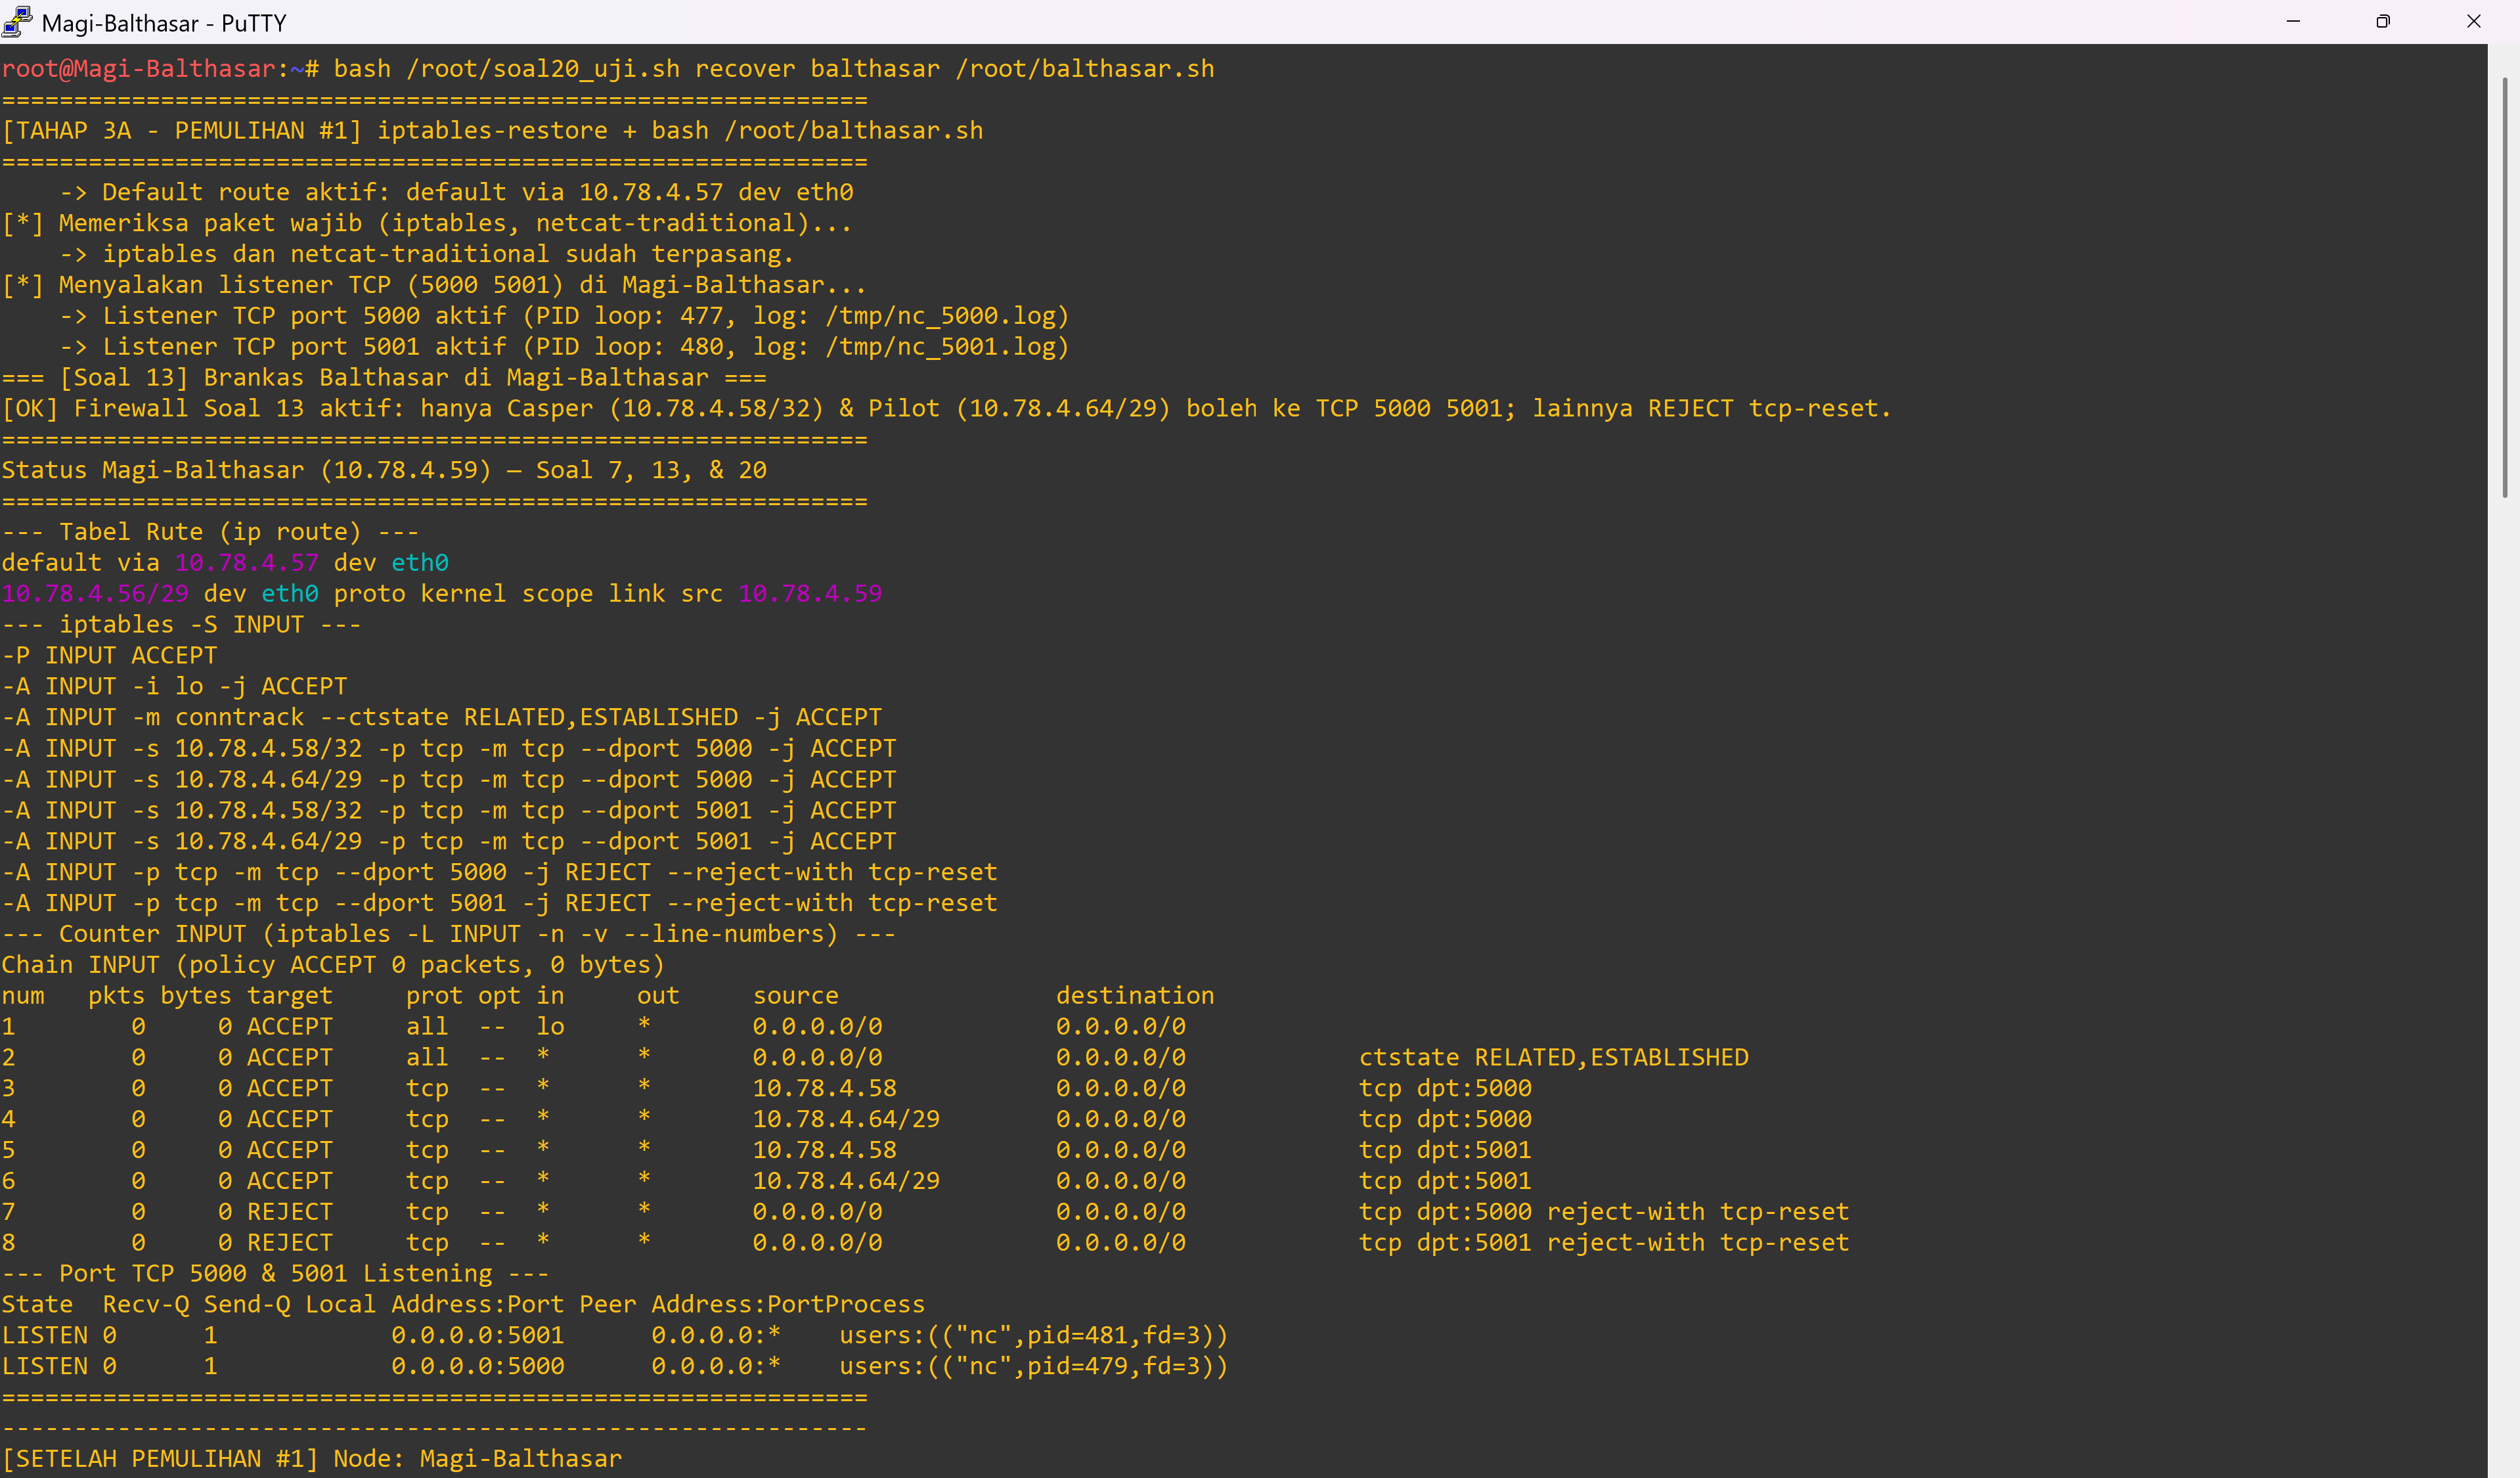 Magi-Balthasar - PuTTY
root@Magi-Balthasar:~# bash /root/soal20_uji.sh recover balthasar /root/balthasar.sh
============================================================
[TAHAP 3A - PEMULIHAN #1] iptables-restore + bash /root/balthasar.sh
============================================================
    -> Default route aktif: default via 10.78.4.57 dev eth0
[*] Memeriksa paket wajib (iptables, netcat-traditional)...
    -> iptables dan netcat-traditional sudah terpasang.
[*] Menyalakan listener TCP (5000 5001) di Magi-Balthasar...
    -> Listener TCP port 5000 aktif (PID loop: 477, log: /tmp/nc_5000.log)
    -> Listener TCP port 5001 aktif (PID loop: 480, log: /tmp/nc_5001.log)
=== [Soal 13] Brankas Balthasar di Magi-Balthasar ===
[OK] Firewall Soal 13 aktif: hanya Casper (10.78.4.58/32) & Pilot (10.78.4.64/29) boleh ke TCP 5000 5001; lainnya REJECT tcp-reset.
============================================================
Status Magi-Balthasar (10.78.4.59) — Soal 7, 13, & 20
============================================================
--- Tabel Rute (ip route) ---
default via 10.78.4.57 dev eth0
10.78.4.56/29 dev eth0 proto kernel scope link src 10.78.4.59
--- iptables -S INPUT ---
-P INPUT ACCEPT
-A INPUT -i lo -j ACCEPT
-A INPUT -m conntrack --ctstate RELATED,ESTABLISHED -j ACCEPT
-A INPUT -s 10.78.4.58/32 -p tcp -m tcp --dport 5000 -j ACCEPT
-A INPUT -s 10.78.4.64/29 -p tcp -m tcp --dport 5000 -j ACCEPT
-A INPUT -s 10.78.4.58/32 -p tcp -m tcp --dport 5001 -j ACCEPT
-A INPUT -s 10.78.4.64/29 -p tcp -m tcp --dport 5001 -j ACCEPT
-A INPUT -p tcp -m tcp --dport 5000 -j REJECT --reject-with tcp-reset
-A INPUT -p tcp -m tcp --dport 5001 -j REJECT --reject-with tcp-reset
--- Counter INPUT (iptables -L INPUT -n -v --line-numbers) ---
Chain INPUT (policy ACCEPT 0 packets, 0 bytes)
num   pkts bytes target     prot opt in     out     source               destination
1        0     0 ACCEPT     all  --  lo     *       0.0.0.0/0            0.0.0.0/0
2        0     0 ACCEPT     all  --  *      *       0.0.0.0/0            0.0.0.0/0            ctstate RELATED,ESTABLISHED
3        0     0 ACCEPT     tcp  --  *      *       10.78.4.58           0.0.0.0/0            tcp dpt:5000
4        0     0 ACCEPT     tcp  --  *      *       10.78.4.64/29        0.0.0.0/0            tcp dpt:5000
5        0     0 ACCEPT     tcp  --  *      *       10.78.4.58           0.0.0.0/0            tcp dpt:5001
6        0     0 ACCEPT     tcp  --  *      *       10.78.4.64/29        0.0.0.0/0            tcp dpt:5001
7        0     0 REJECT     tcp  --  *      *       0.0.0.0/0            0.0.0.0/0            tcp dpt:5000 reject-with tcp-reset
8        0     0 REJECT     tcp  --  *      *       0.0.0.0/0            0.0.0.0/0            tcp dpt:5001 reject-with tcp-reset
--- Port TCP 5000 & 5001 Listening ---
State  Recv-Q Send-Q Local Address:Port Peer Address:PortProcess
LISTEN 0      1            0.0.0.0:5001      0.0.0.0:*    users:(("nc",pid=481,fd=3))
LISTEN 0      1            0.0.0.0:5000      0.0.0.0:*    users:(("nc",pid=479,fd=3))
============================================================
------------------------------------------------------------
[SETELAH PEMULIHAN #1] Node: Magi-Balthasar